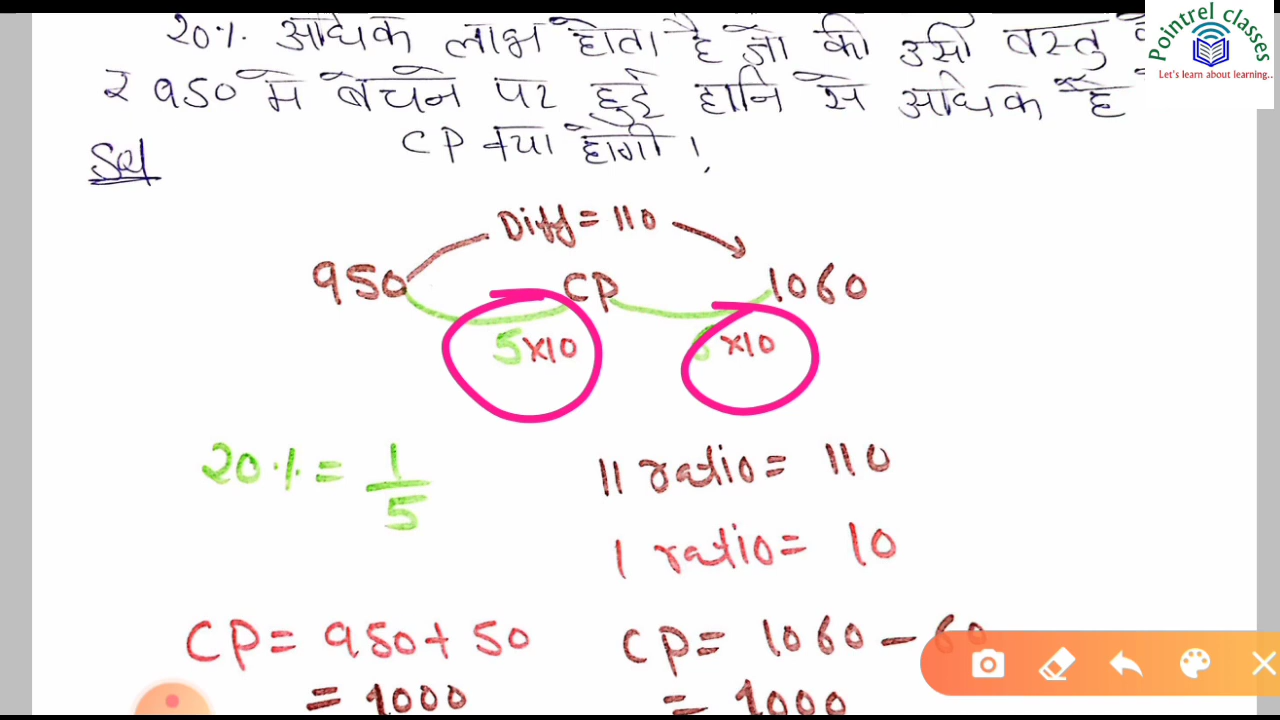 20%. अधिक लाभ होता है जो की उसी वस्तु
₹ 950 में बेचने पर हुई हानि से अधिक है
CP क्या होगी।
Sol
Diff = 110
950 CP 1060
5×10 6×10
20% = 1/5
11 ratio = 110
1 ratio = 10
CP = 950 + 50
= 1000
CP = 1060 - 60
= 1000
Pointrel classes
Let's learn about learning..